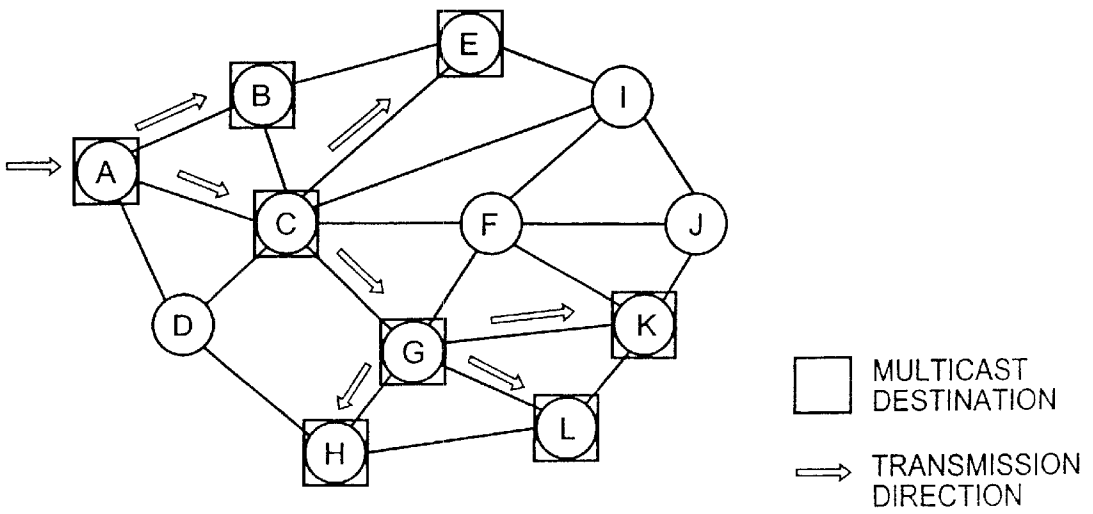 E
B
I
A
C
F
J
D
G
K
L
H
MULTICAST
DESTINATION
TRANSMISSION
DIRECTION